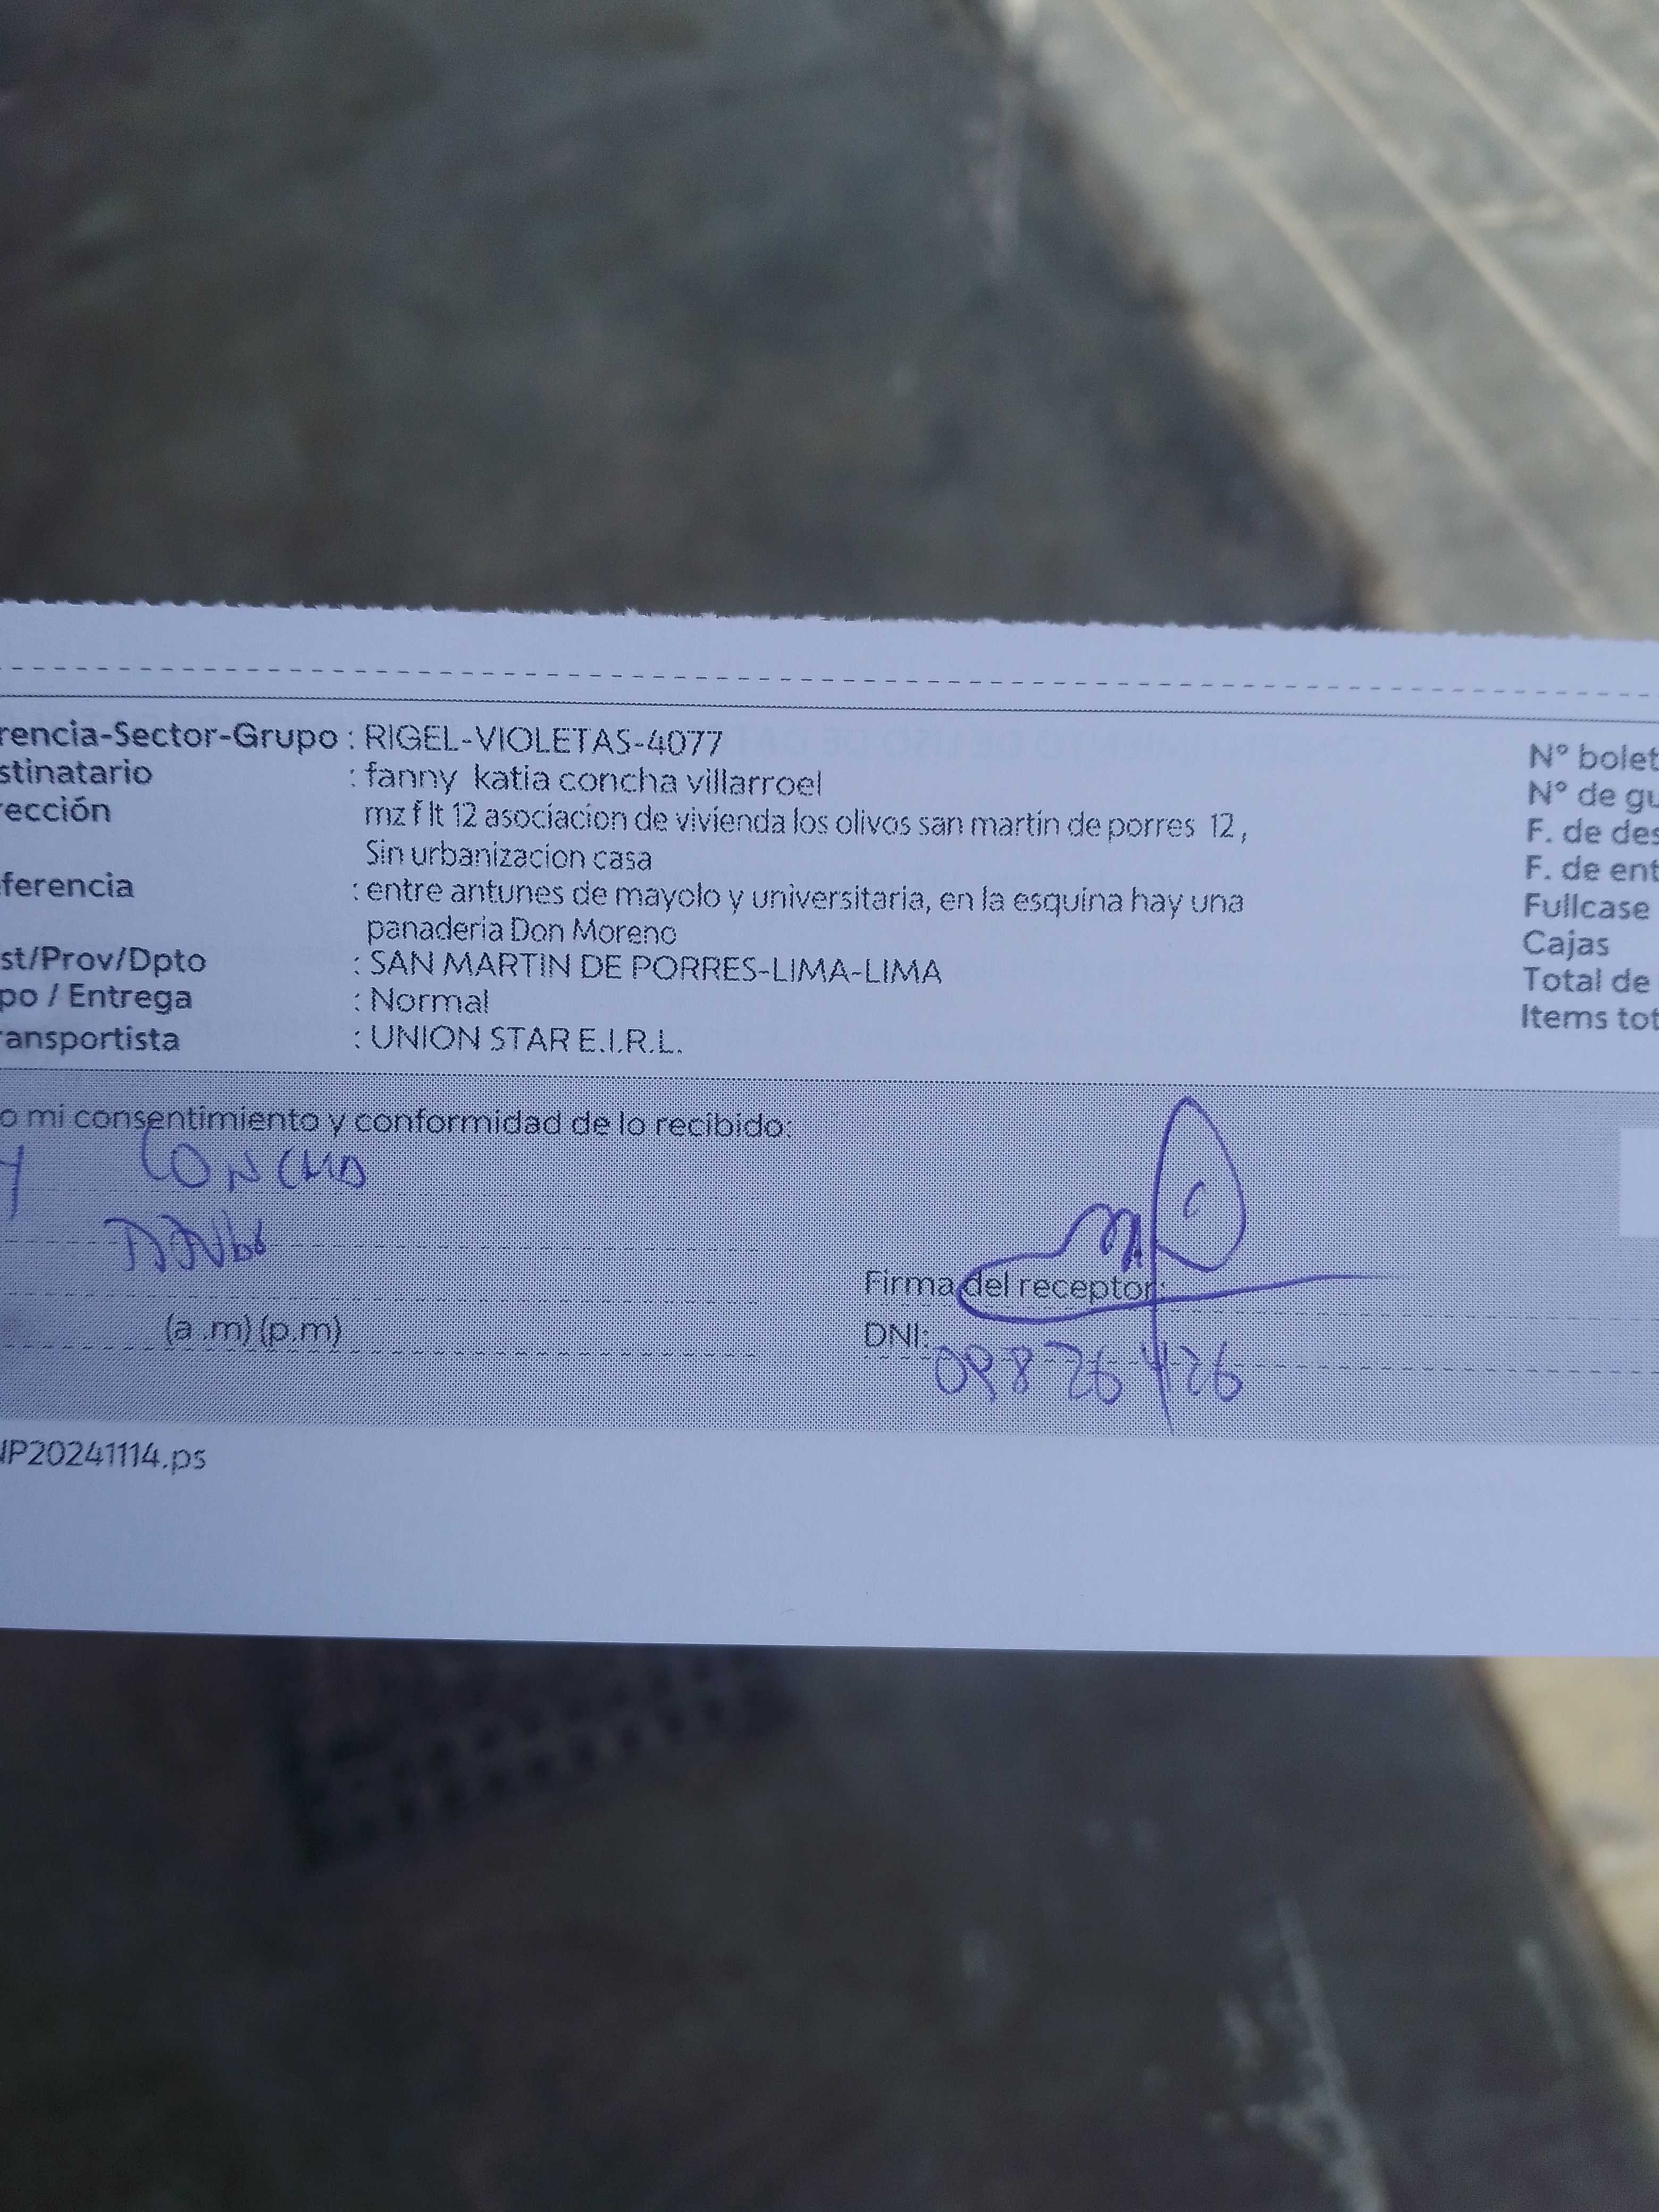 rencia-Sector-Grupo : RIGEL-VIOLETAS-4077
stinatario : fanny katia concha villarroel
rección mz f lt 12 asociacion de vivienda los olivos san martin de porres 12,
Sin urbanizacion casa
ferencia : entre antunes de mayolo y universitaria, en la esquina hay una
panaderia Don Moreno
st/Prov/Dpto : SAN MARTIN DE PORRES-LIMA-LIMA
po / Entrega : Normal
ansportista : UNION STAR E.I.R.L.
N° bolet
N° de gu
F. de des
F. de ent
Fullcase
Cajas
Total de
Items tot
o mi consentimiento y conformidad de lo recibido:
y CONCHA
Firma del receptor:
(a .m) (p.m)
DNI: 09826426
NP20241114.ps